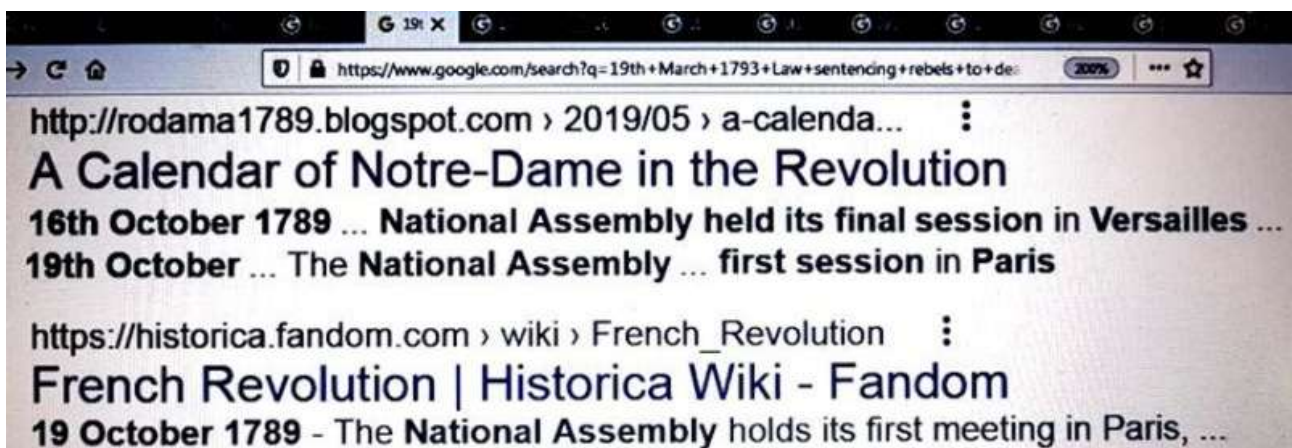 G 19t X
https://www.google.com/search?q=19th+March+1793+Law+sentencing+rebels+to+dea 200%
http://rodama1789.blogspot.com › 2019/05 › a-calenda...
A Calendar of Notre-Dame in the Revolution
16th October 1789 ... National Assembly held its final session in Versailles ...
19th October ... The National Assembly ... first session in Paris
https://historica.fandom.com › wiki › French_Revolution
French Revolution | Historica Wiki - Fandom
19 October 1789 - The National Assembly holds its first meeting in Paris, ...